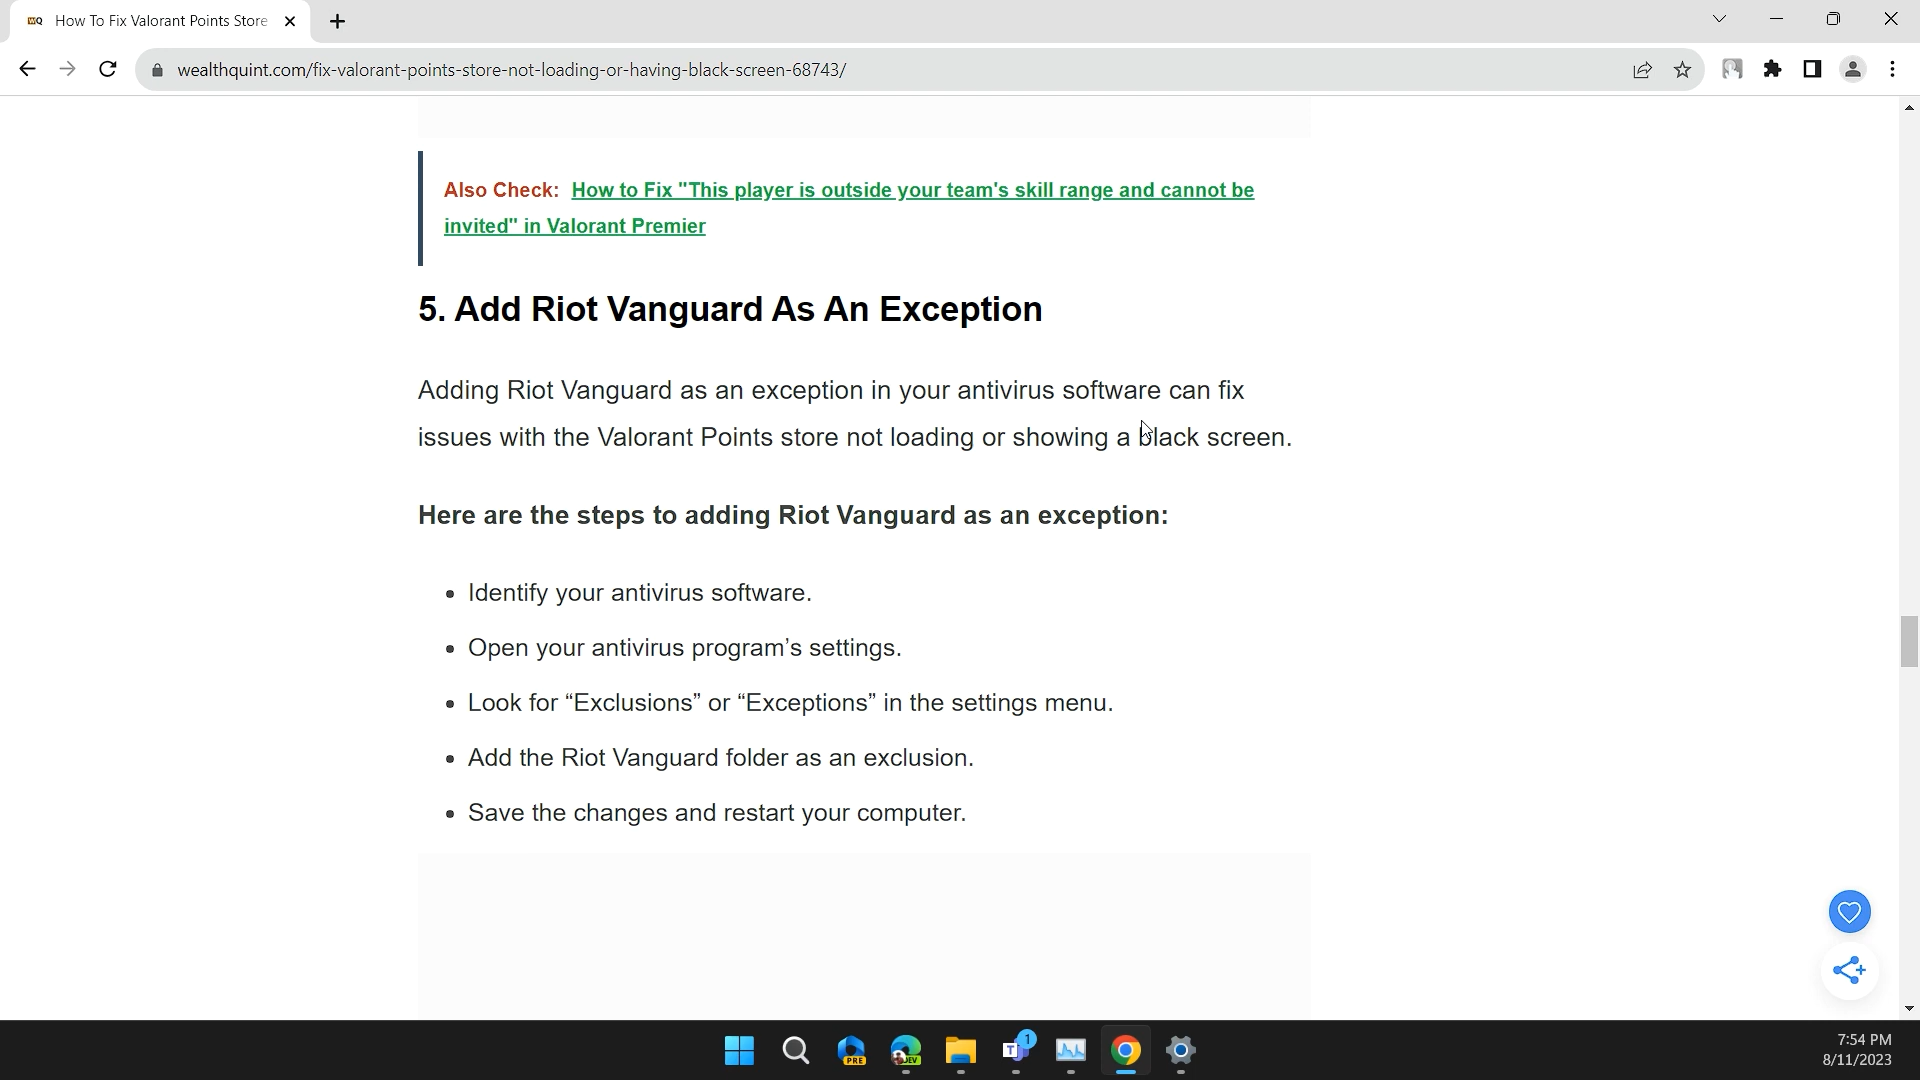 WQ How To Fix Valorant Points Store
wealthquint.com/fix-valorant-points-store-not-loading-or-having-black-screen-68743/
Also Check: How to Fix "This player is outside your team's skill range and cannot be
invited" in Valorant Premier
5. Add Riot Vanguard As An Exception
Adding Riot Vanguard as an exception in your antivirus software can fix
issues with the Valorant Points store not loading or showing a black screen.
Here are the steps to adding Riot Vanguard as an exception:
• Identify your antivirus software.
• Open your antivirus program’s settings.
• Look for “Exclusions” or “Exceptions” in the settings menu.
• Add the Riot Vanguard folder as an exclusion.
• Save the changes and restart your computer.
PRE
DEV
T
1
7:54 PM
8/11/2023